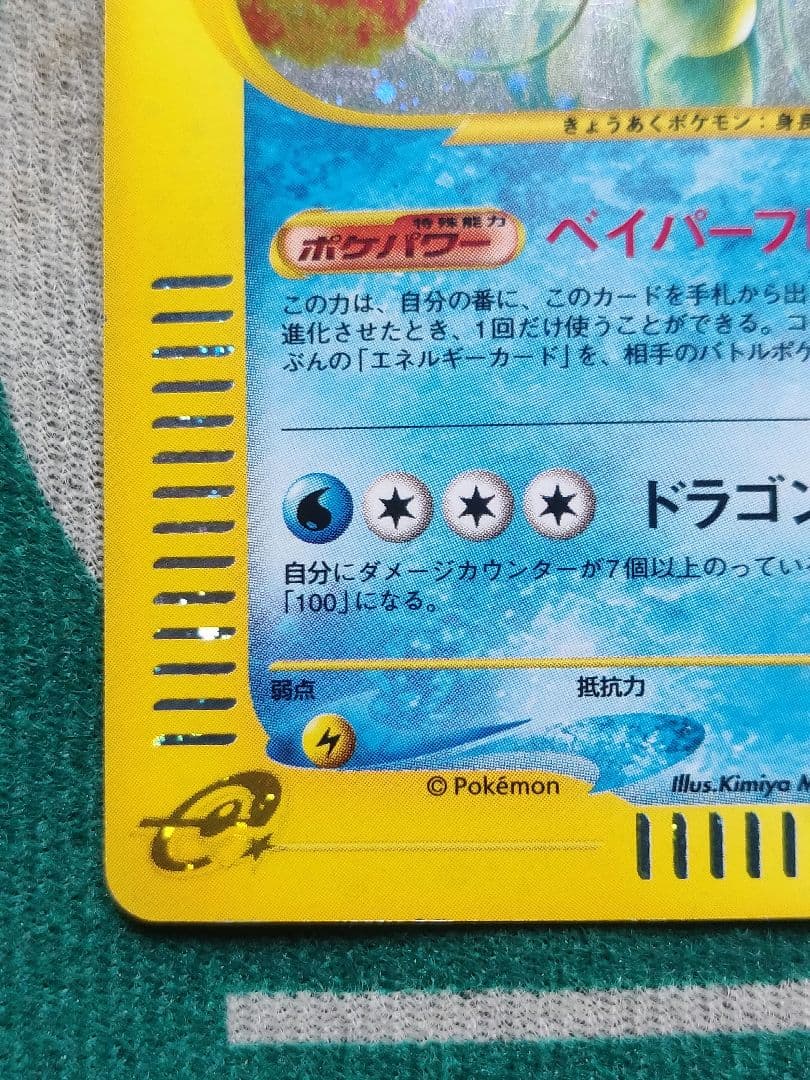 きょうあくポケモン：身長
特殊能力
ポケパワー
ベイパーフ
この力は、自分の番に、このカードを手札から出
進化させたとき、1回だけ使うことができる。コ
ぶんの「エネルギーカード」を、相手のバトルポケ
ドラゴン
自分にダメージカウンターが7個以上のってい
「100」になる。
弱点 抵抗力
© Pokémon
Illus.Kimiya M